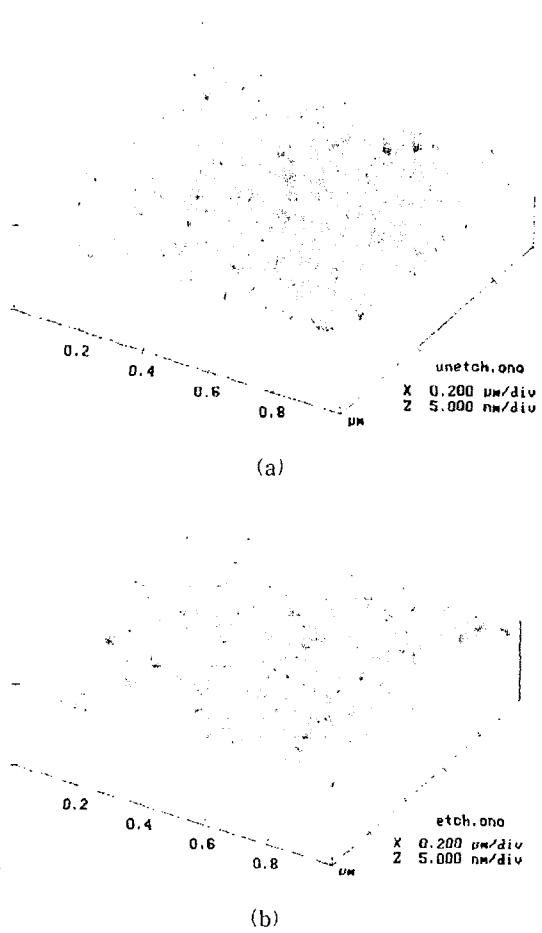 0.2
0.4
0.6
0.8
μm
unetch.ono
X 0.200 μm/div
Z 5.000 nm/div
(a)
0.2
0.4
0.6
0.8
μm
etch.ono
X 0.200 μm/div
Z 5.000 nm/div
(b)